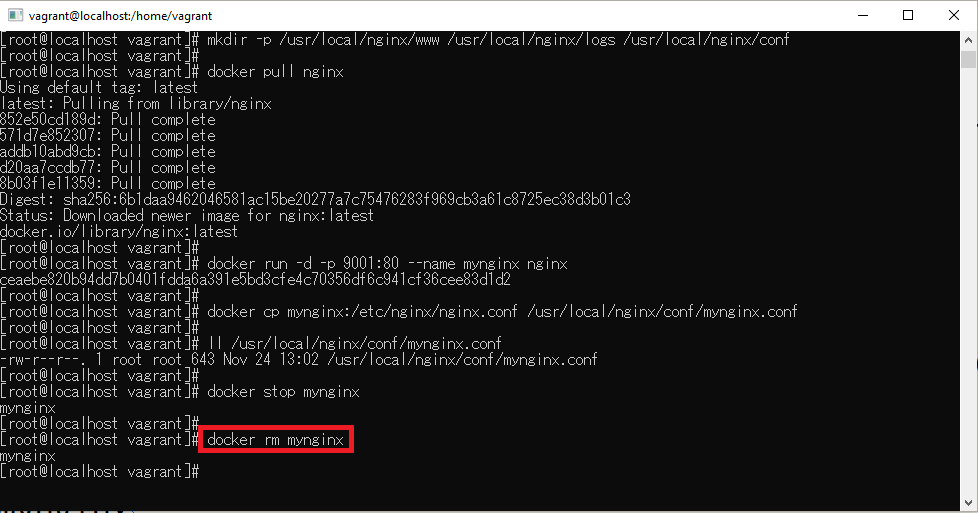 vagrant@localhost:/home/vagrant
[root@localhost vagrant]# mkdir -p /usr/local/nginx/www /usr/local/nginx/logs /usr/local/nginx/conf
[root@localhost vagrant]#
[root@localhost vagrant]# docker pull nginx
Using default tag: latest
latest: Pulling from library/nginx
852e50cd189d: Pull complete
571d7e852307: Pull complete
addb10abd9cb: Pull complete
d20aa7ccdb77: Pull complete
8b03f1e11359: Pull complete
Digest: sha256:6b1daa9462046581ac15be20277a7c75476283f969cb3a61c8725ec38d3b01c3
Status: Downloaded newer image for nginx:latest
docker.io/library/nginx:latest
[root@localhost vagrant]#
[root@localhost vagrant]# docker run -d -p 9001:80 --name mynginx nginx
ceaebe820b94dd7b0401fdda6a391e5bd3cfe4c70356df6c941cf36cee83d1d2
[root@localhost vagrant]#
[root@localhost vagrant]# docker cp mynginx:/etc/nginx/nginx.conf /usr/local/nginx/conf/mynginx.conf
[root@localhost vagrant]#
[root@localhost vagrant]# ll /usr/local/nginx/conf/mynginx.conf
-rw-r--r--. 1 root root 643 Nov 24 13:02 /usr/local/nginx/conf/mynginx.conf
[root@localhost vagrant]#
[root@localhost vagrant]# docker stop mynginx
mynginx
[root@localhost vagrant]#
[root@localhost vagrant]# docker rm mynginx
mynginx
[root@localhost vagrant]#